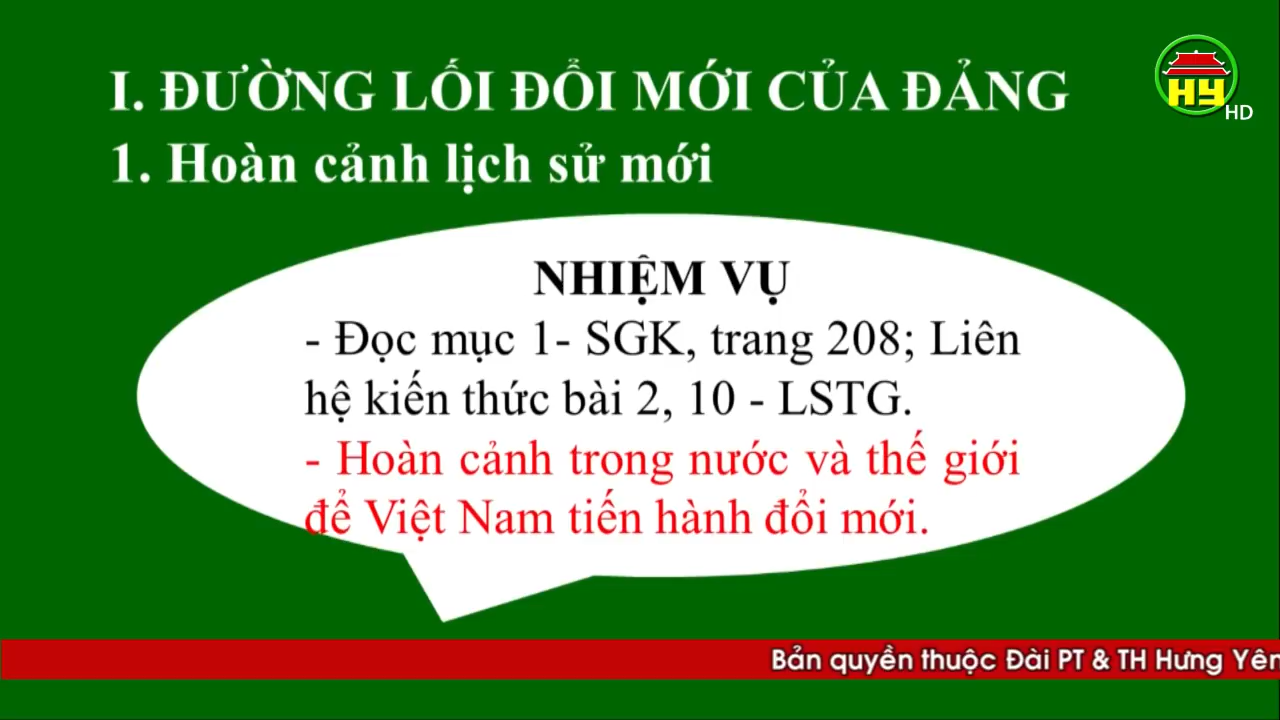 I. ĐƯỜNG LỐI ĐỔI MỚI CỦA ĐẢNG
HY HD
1. Hoàn cảnh lịch sử mới
NHIỆM VỤ
- Đọc mục 1- SGK, trang 208; Liên
hệ kiến thức bài 2, 10 - LSTG.
- Hoàn cảnh trong nước và thế giới
để Việt Nam tiến hành đổi mới.
Bản quyền thuộc Đài PT & TH Hưng Yên